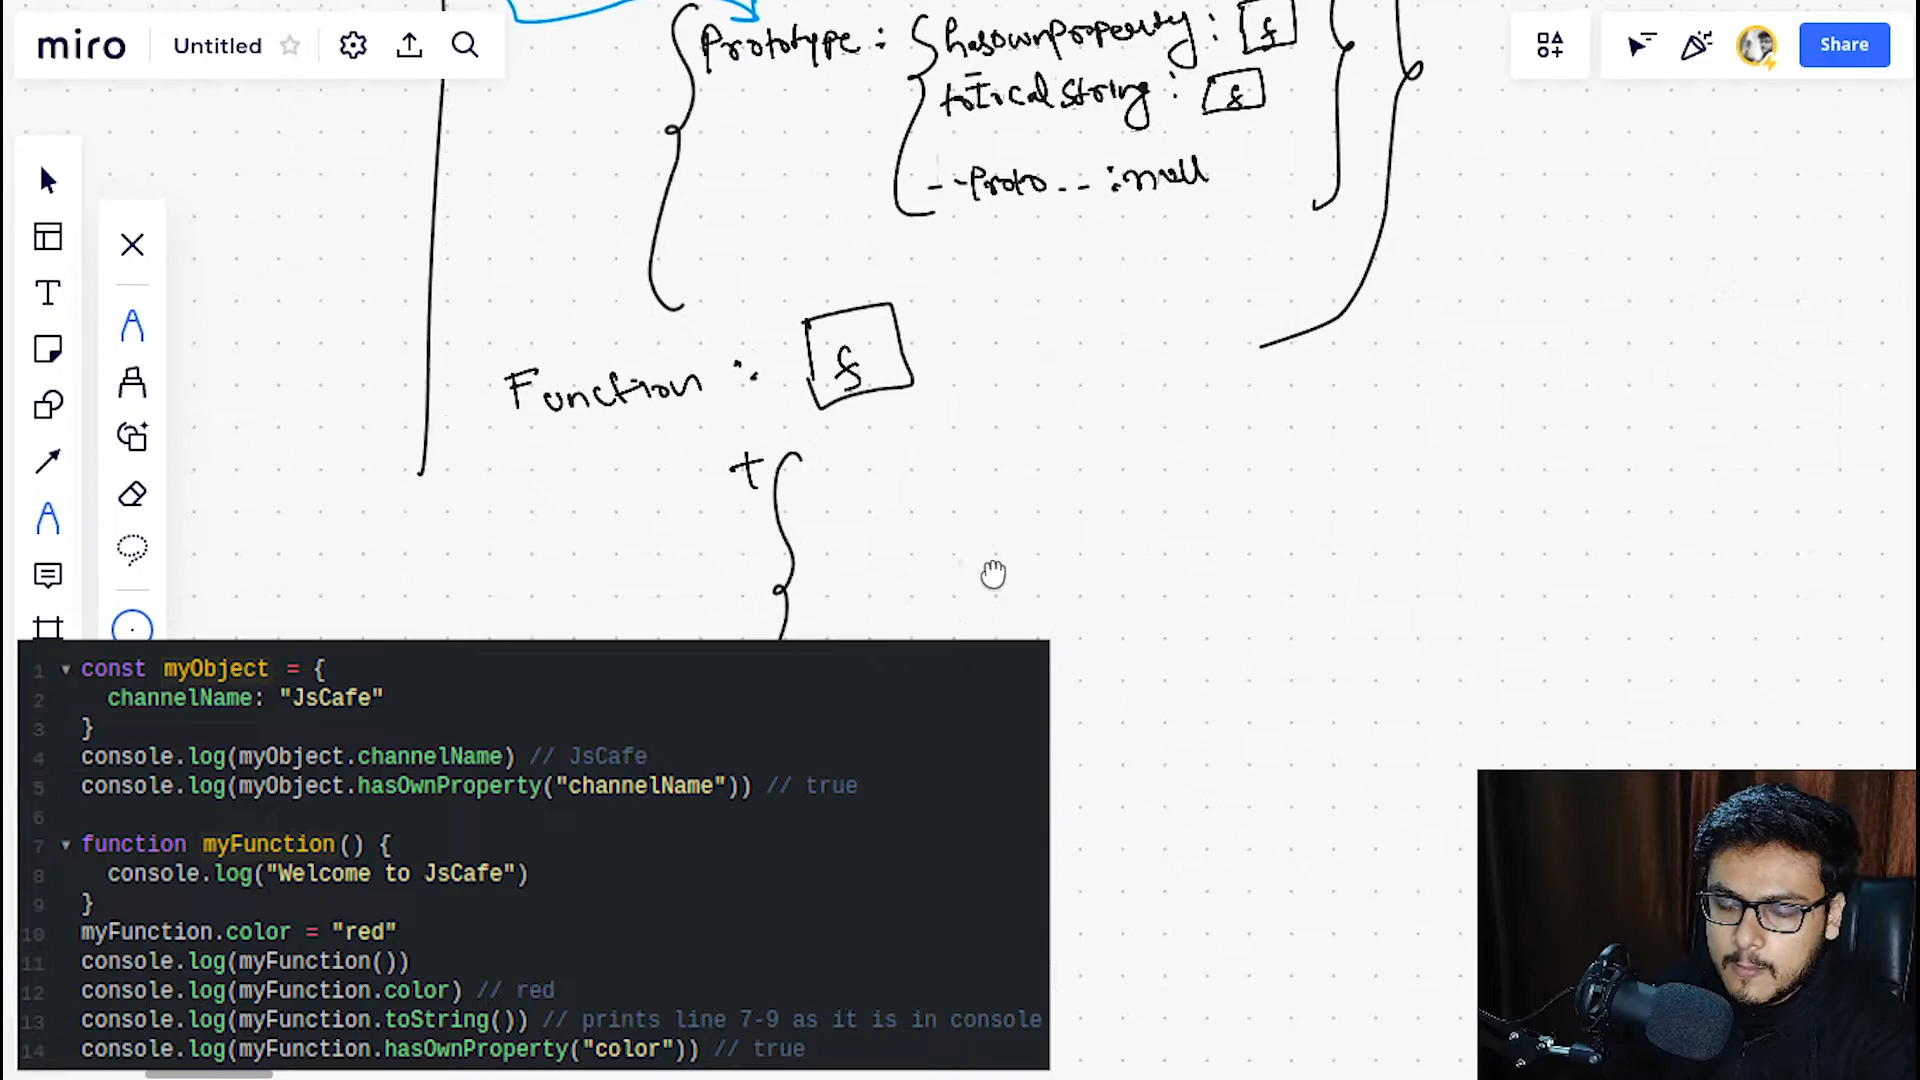 miro Untitled
Share
Prototype : hasOwnProperty : f
toLocalString : f
--Proto-- : null
Function : f
+
1 const myObject = {
2 channelName: "JsCafe"
3 }
4 console.log(myObject.channelName) // JsCafe
5 console.log(myObject.hasOwnProperty("channelName")) // true
6
7 function myFunction() {
8 console.log("Welcome to JsCafe")
9 }
10 myFunction.color = "red"
11 console.log(myFunction())
12 console.log(myFunction.color) // red
13 console.log(myFunction.toString()) // prints line 7-9 as it is in console
14 console.log(myFunction.hasOwnProperty("color")) // true